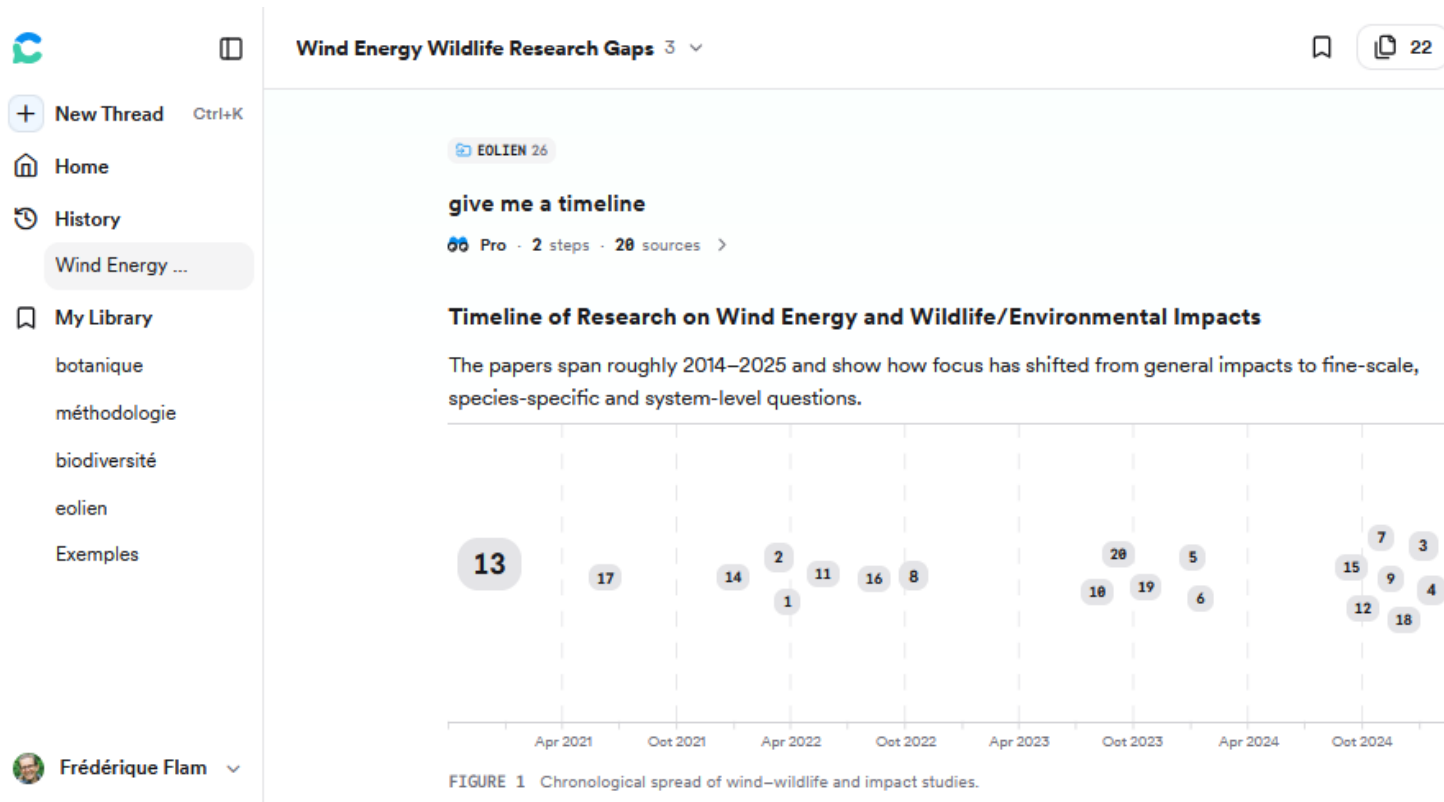 Wind Energy Wildlife Research Gaps 3
22
New Thread Ctrl+K
Home
History
Wind Energy ...
My Library
botanique
méthodologie
biodiversité
eolien
Exemples
Frédérique Flam
EOLIEN 26
give me a timeline
Pro · 2 steps · 20 sources
Timeline of Research on Wind Energy and Wildlife/Environmental Impacts
The papers span roughly 2014–2025 and show how focus has shifted from general impacts to fine-scale,
species-specific and system-level questions.
13
17
14
2
1
11
16
8
20
10
19
5
6
7
3
15
9
4
12
18
Apr 2021 Oct 2021 Apr 2022 Oct 2022 Apr 2023 Oct 2023 Apr 2024 Oct 2024
FIGURE 1 Chronological spread of wind–wildlife and impact studies.